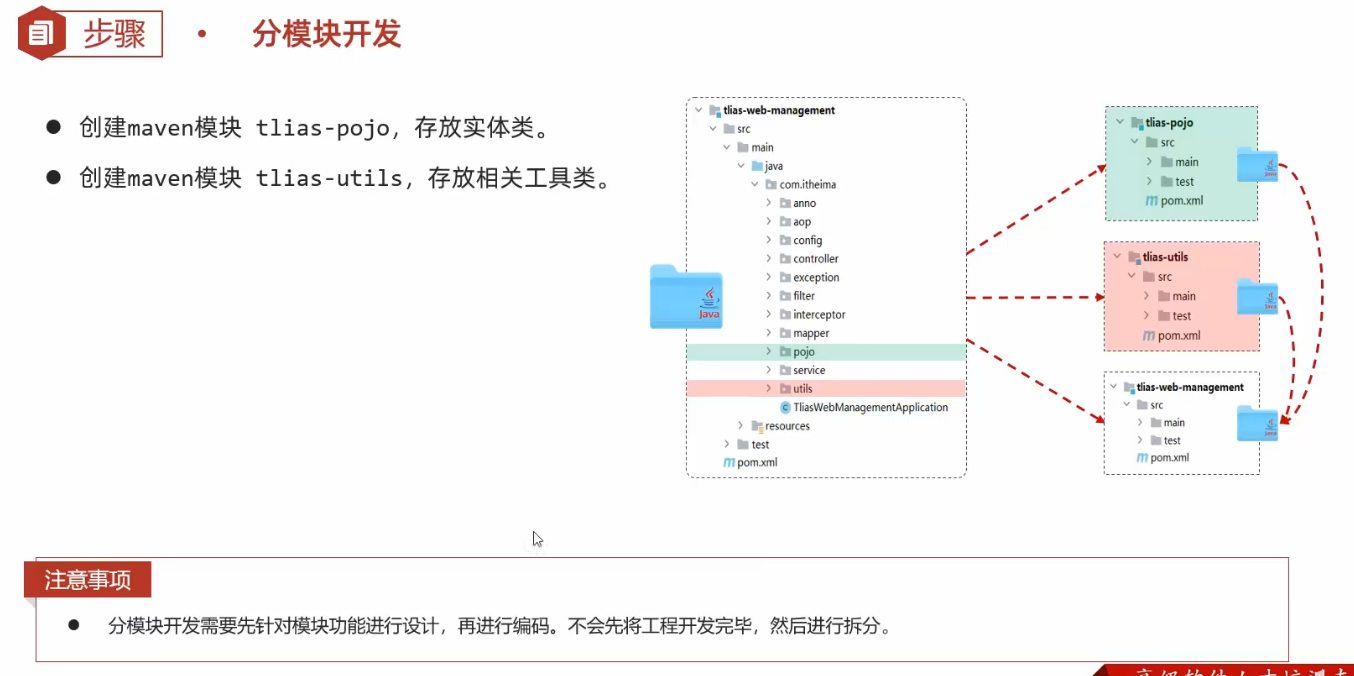 步骤
分模块开发
创建maven模块 tlias-pojo，存放实体类。
创建maven模块 tlias-utils，存放相关工具类。
tlias-web-management
src
main
java
com.itheima
anno
aop
config
controller
exception
filter
interceptor
mapper
pojo
service
utils
TliasWebManagementApplication
resources
test
pom.xml
Java
tlias-pojo
src
main
test
pom.xml
Java
tlias-utils
src
main
test
pom.xml
Java
tlias-web-management
src
main
test
pom.xml
Java
注意事项
分模块开发需要先针对模块功能进行设计，再进行编码。不会先将工程开发完毕，然后进行拆分。